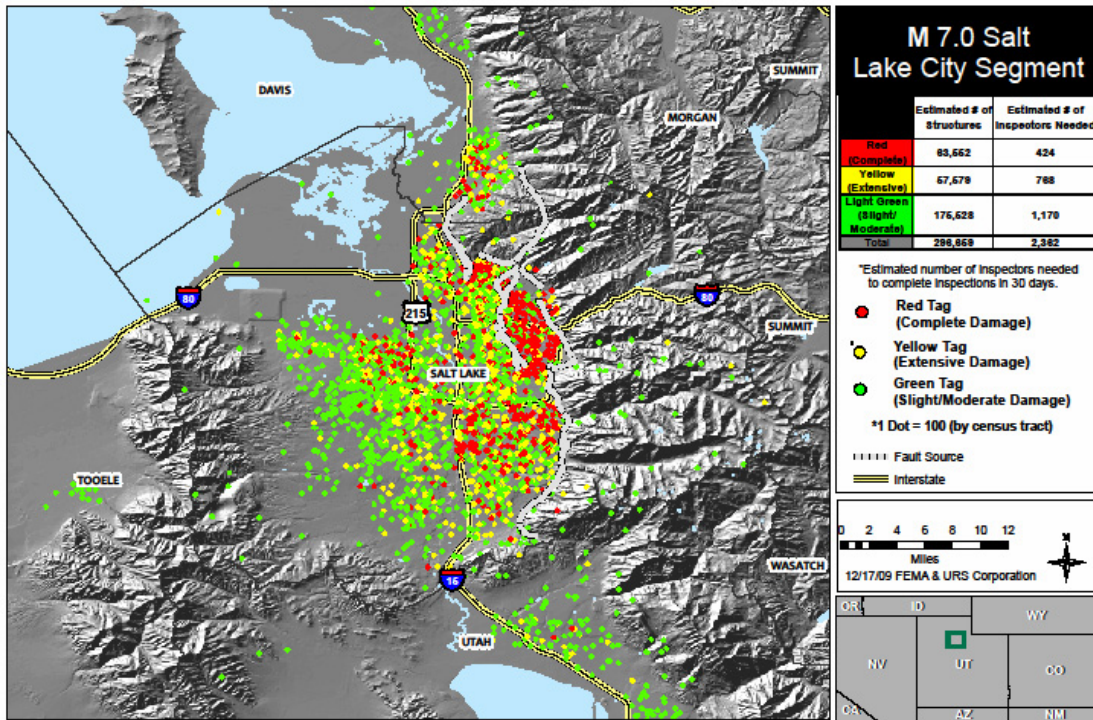 M 7.0 Salt
Lake City Segment
Estimated # of
Structures
Estimated # of
Inspectors Needed
Red
(Complete)
63,552
424
Yellow
(Extensive)
57,579
768
Light Green
(Slight/
Moderate)
175,528
1,170
Total
296,659
2,362
*Estimated number of inspectors needed
to complete inspections in 30 days.
Red Tag
(Complete Damage)
Yellow Tag
(Extensive Damage)
Green Tag
(Slight/Moderate Damage)
*1 Dot = 100 (by census tract)
Fault Source
Interstate
0 2 4 6 8 10 12
Miles
N
12/17/09 FEMA & URS Corporation
OR
ID
WY
NV
UT
CO
CA
AZ
NM
DAVIS
SUMMIT
MORGAN
80
215
80
SUMMIT
SALT LAKE
TOOELE
15
WASATCH
UTAH